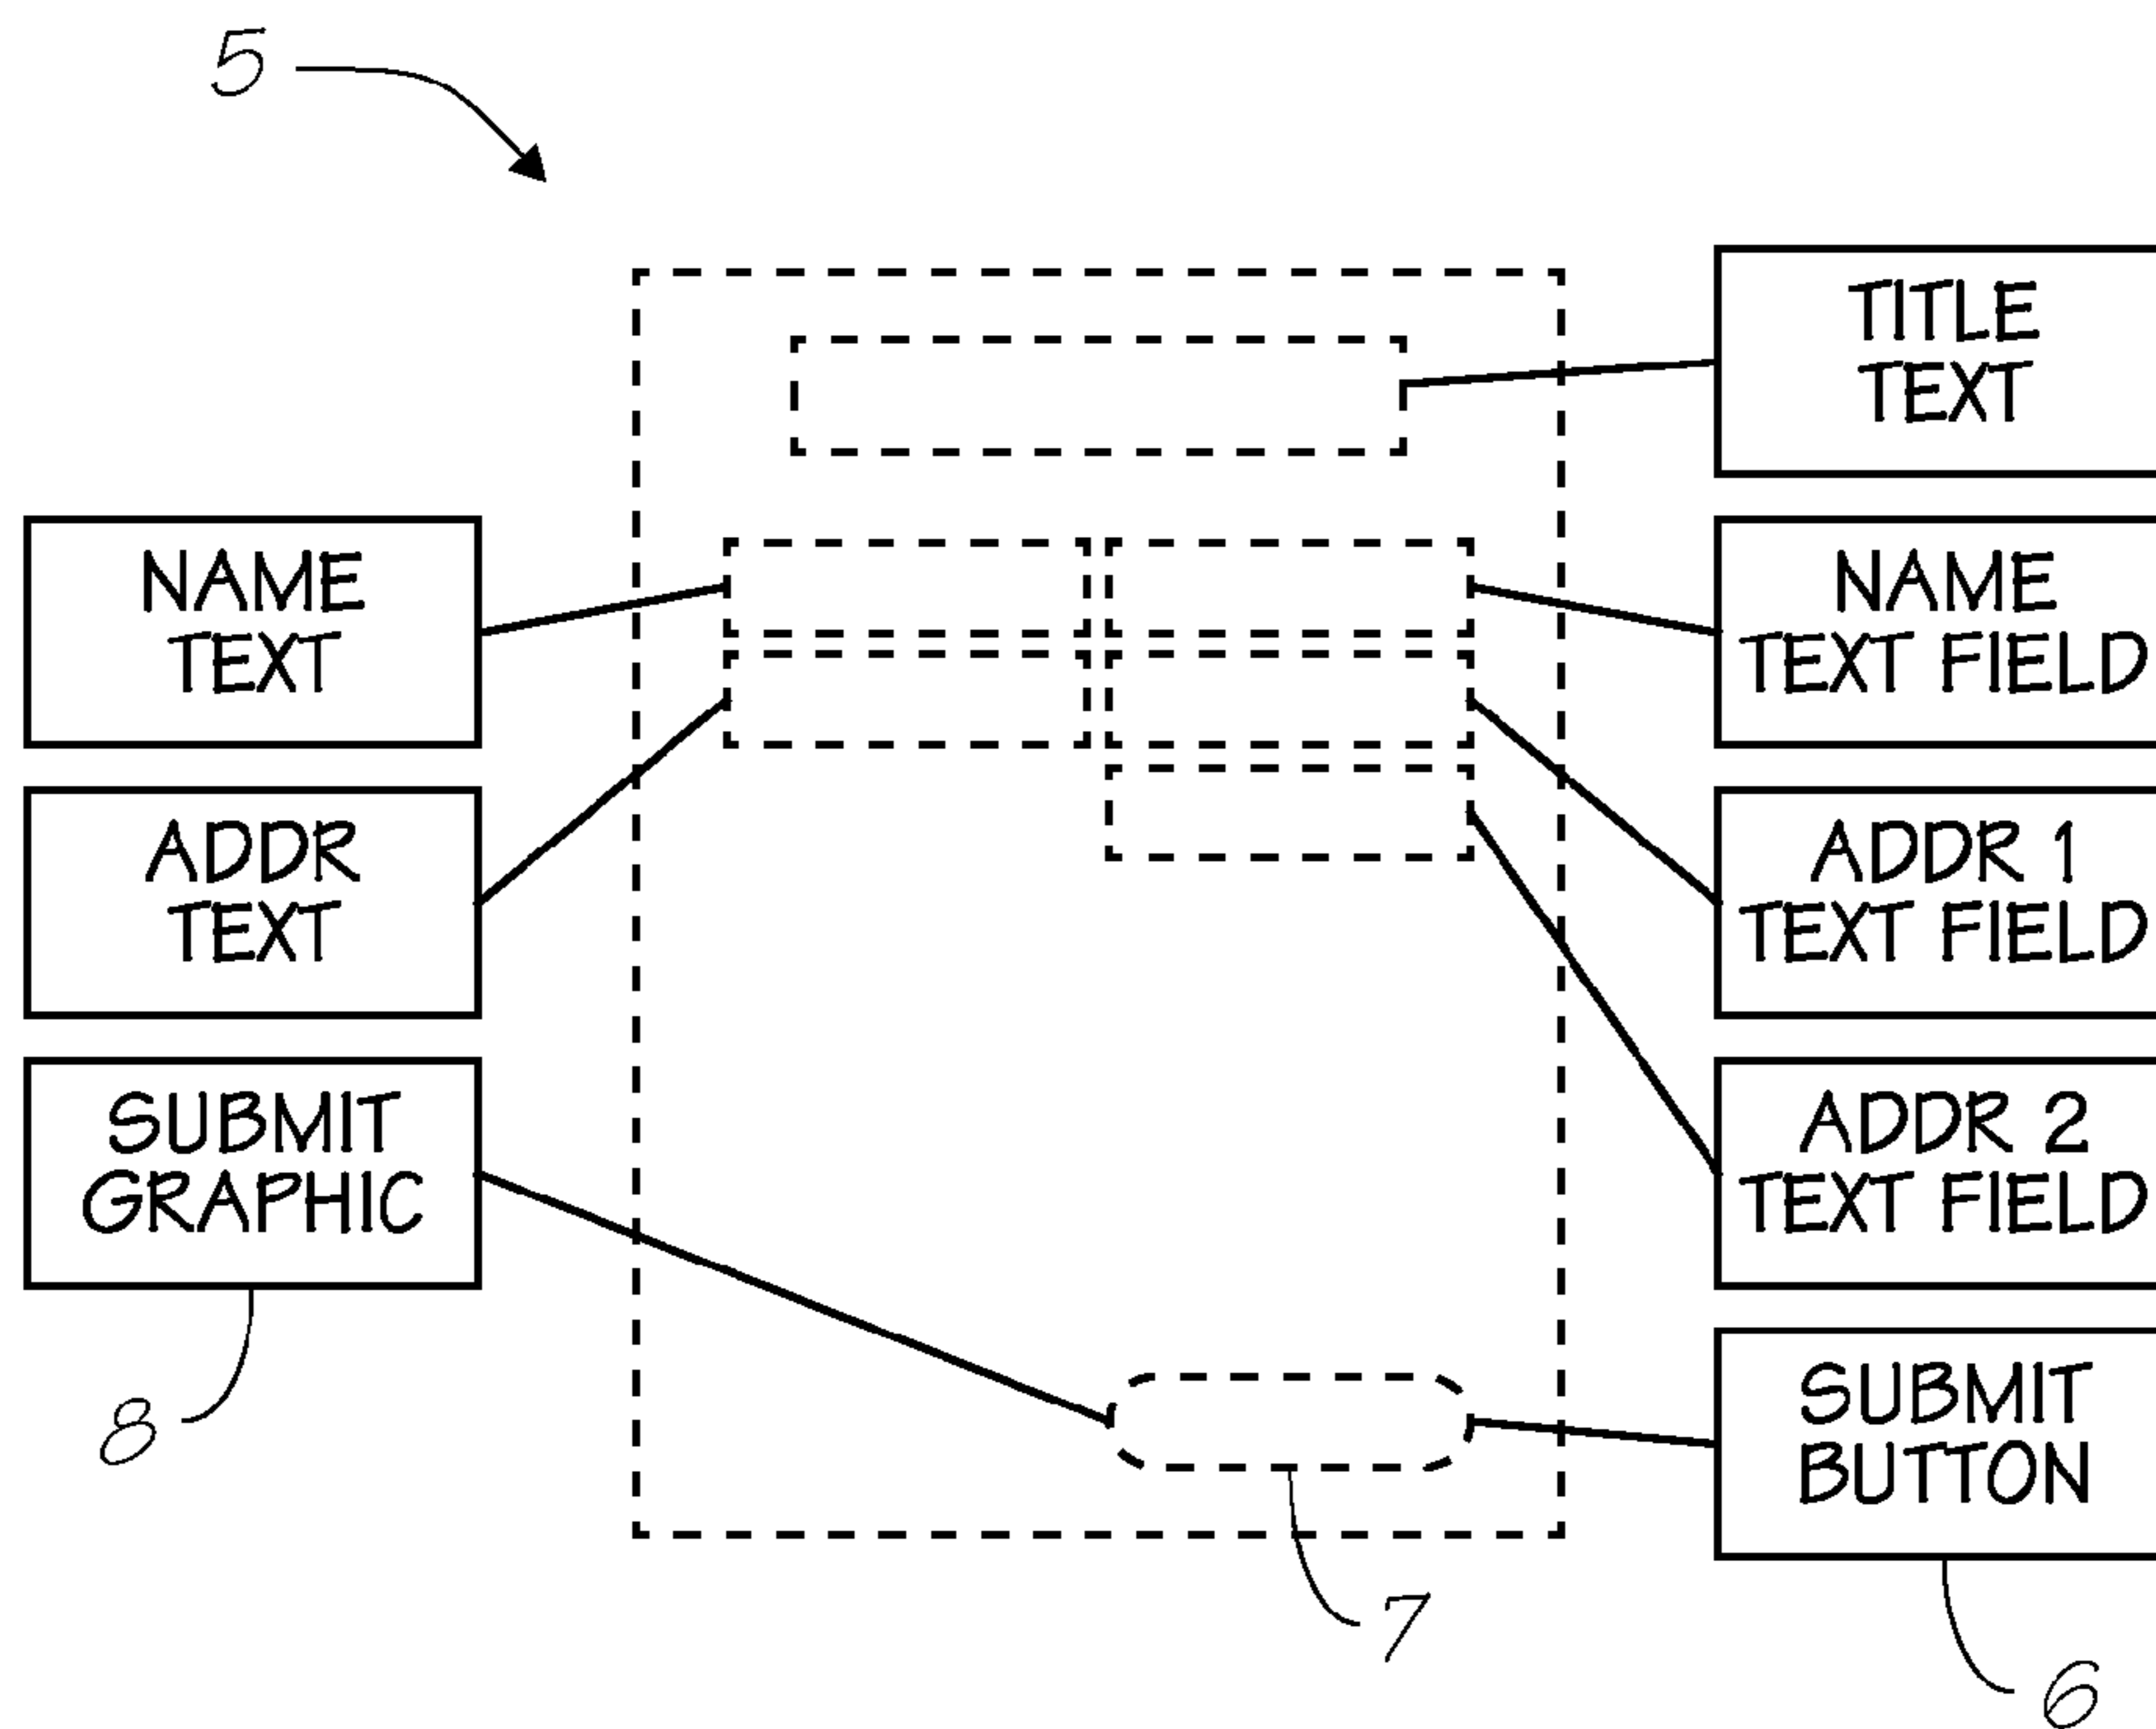 5
TITLE
TEXT
NAME
TEXT
NAME
TEXT FIELD
ADDR
TEXT
ADDR 1
TEXT FIELD
SUBMIT
GRAPHIC
ADDR 2
TEXT FIELD
SUBMIT
BUTTON
8
7
6